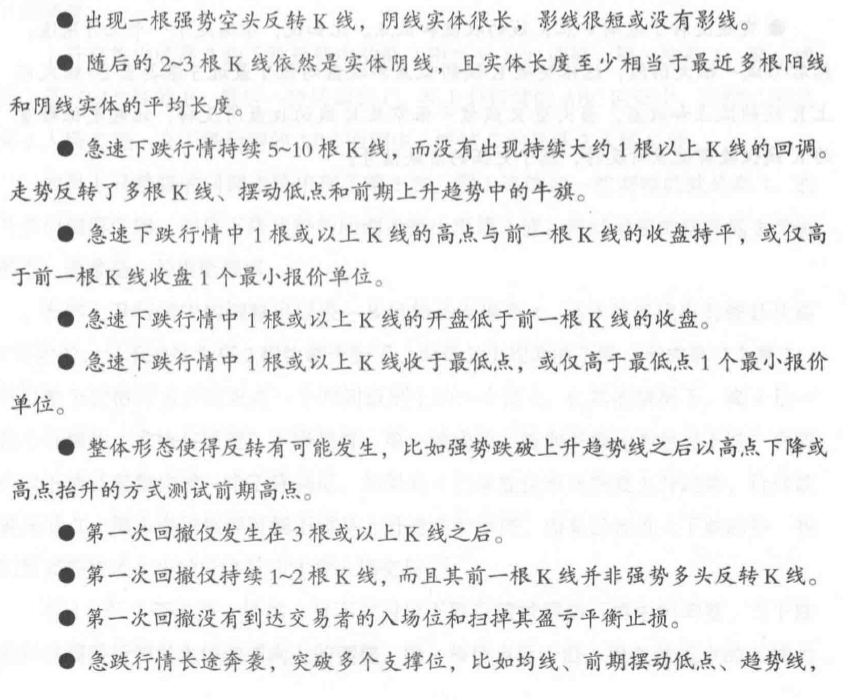 ● 出现一根强势空头反转K线，阴线实体很长，影线很短或没有影线。
● 随后的2~3根K线依然是实体阴线，且实体长度至少相当于最近多根阳线
和阴线实体的平均长度。
● 急速下跌行情持续5~10根K线，而没有出现持续大约1根以上K线的回调。
走势反转了多根K线、摆动低点和前期上升趋势中的牛旗。
● 急速下跌行情中1根或以上K线的高点与前一根K线的收盘持平，或仅高
于前一根K线收盘1个最小报价单位。
● 急速下跌行情中1根或以上K线的开盘低于前一根K线的收盘。
● 急速下跌行情中1根或以上K线收于最低点，或仅高于最低点1个最小报价
单位。
● 整体形态使得反转有可能发生，比如强势跌破上升趋势线之后以高点下降或
高点抬升的方式测试前期高点。
● 第一次回撤仅发生在3根或以上K线之后。
● 第一次回撤仅持续1~2根K线，而且其前一根K线并非强势多头反转K线。
● 第一次回撤没有到达交易者的入场位和扫掉其盈亏平衡止损。
● 急跌行情长途奔袭，突破多个支撑位，比如均线、前期摆动低点、趋势线，